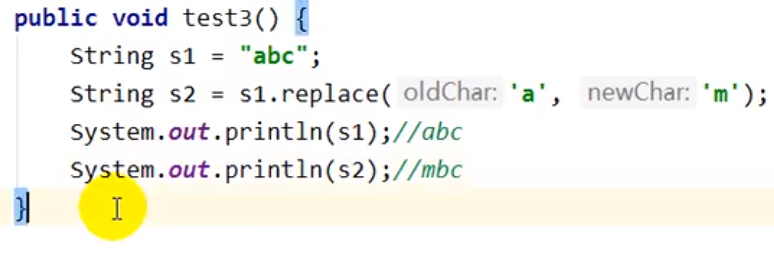 public void test3() {
    String s1 = "abc";
    String s2 = s1.replace( oldChar: 'a', newChar: 'm');
    System.out.println(s1);//abc
    System.out.println(s2);//mbc
}